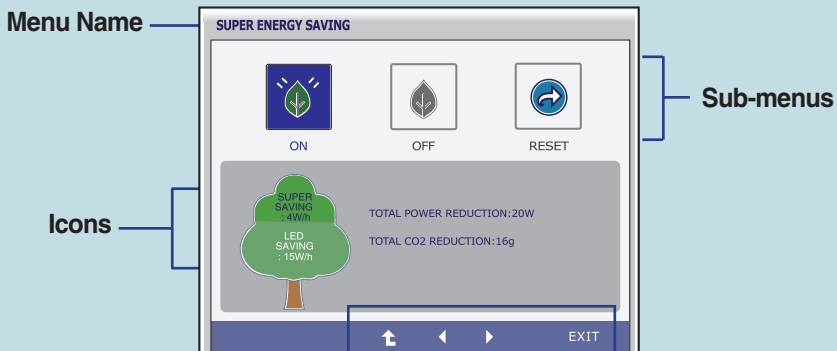 Menu Name
SUPER ENERGY SAVING
ON
OFF
RESET
Sub-menus
Icons
SUPER
SAVING
: 4W/h
LED
SAVING
: 15W/h
TOTAL POWER REDUCTION:20W
TOTAL CO2 REDUCTION:16g
EXIT